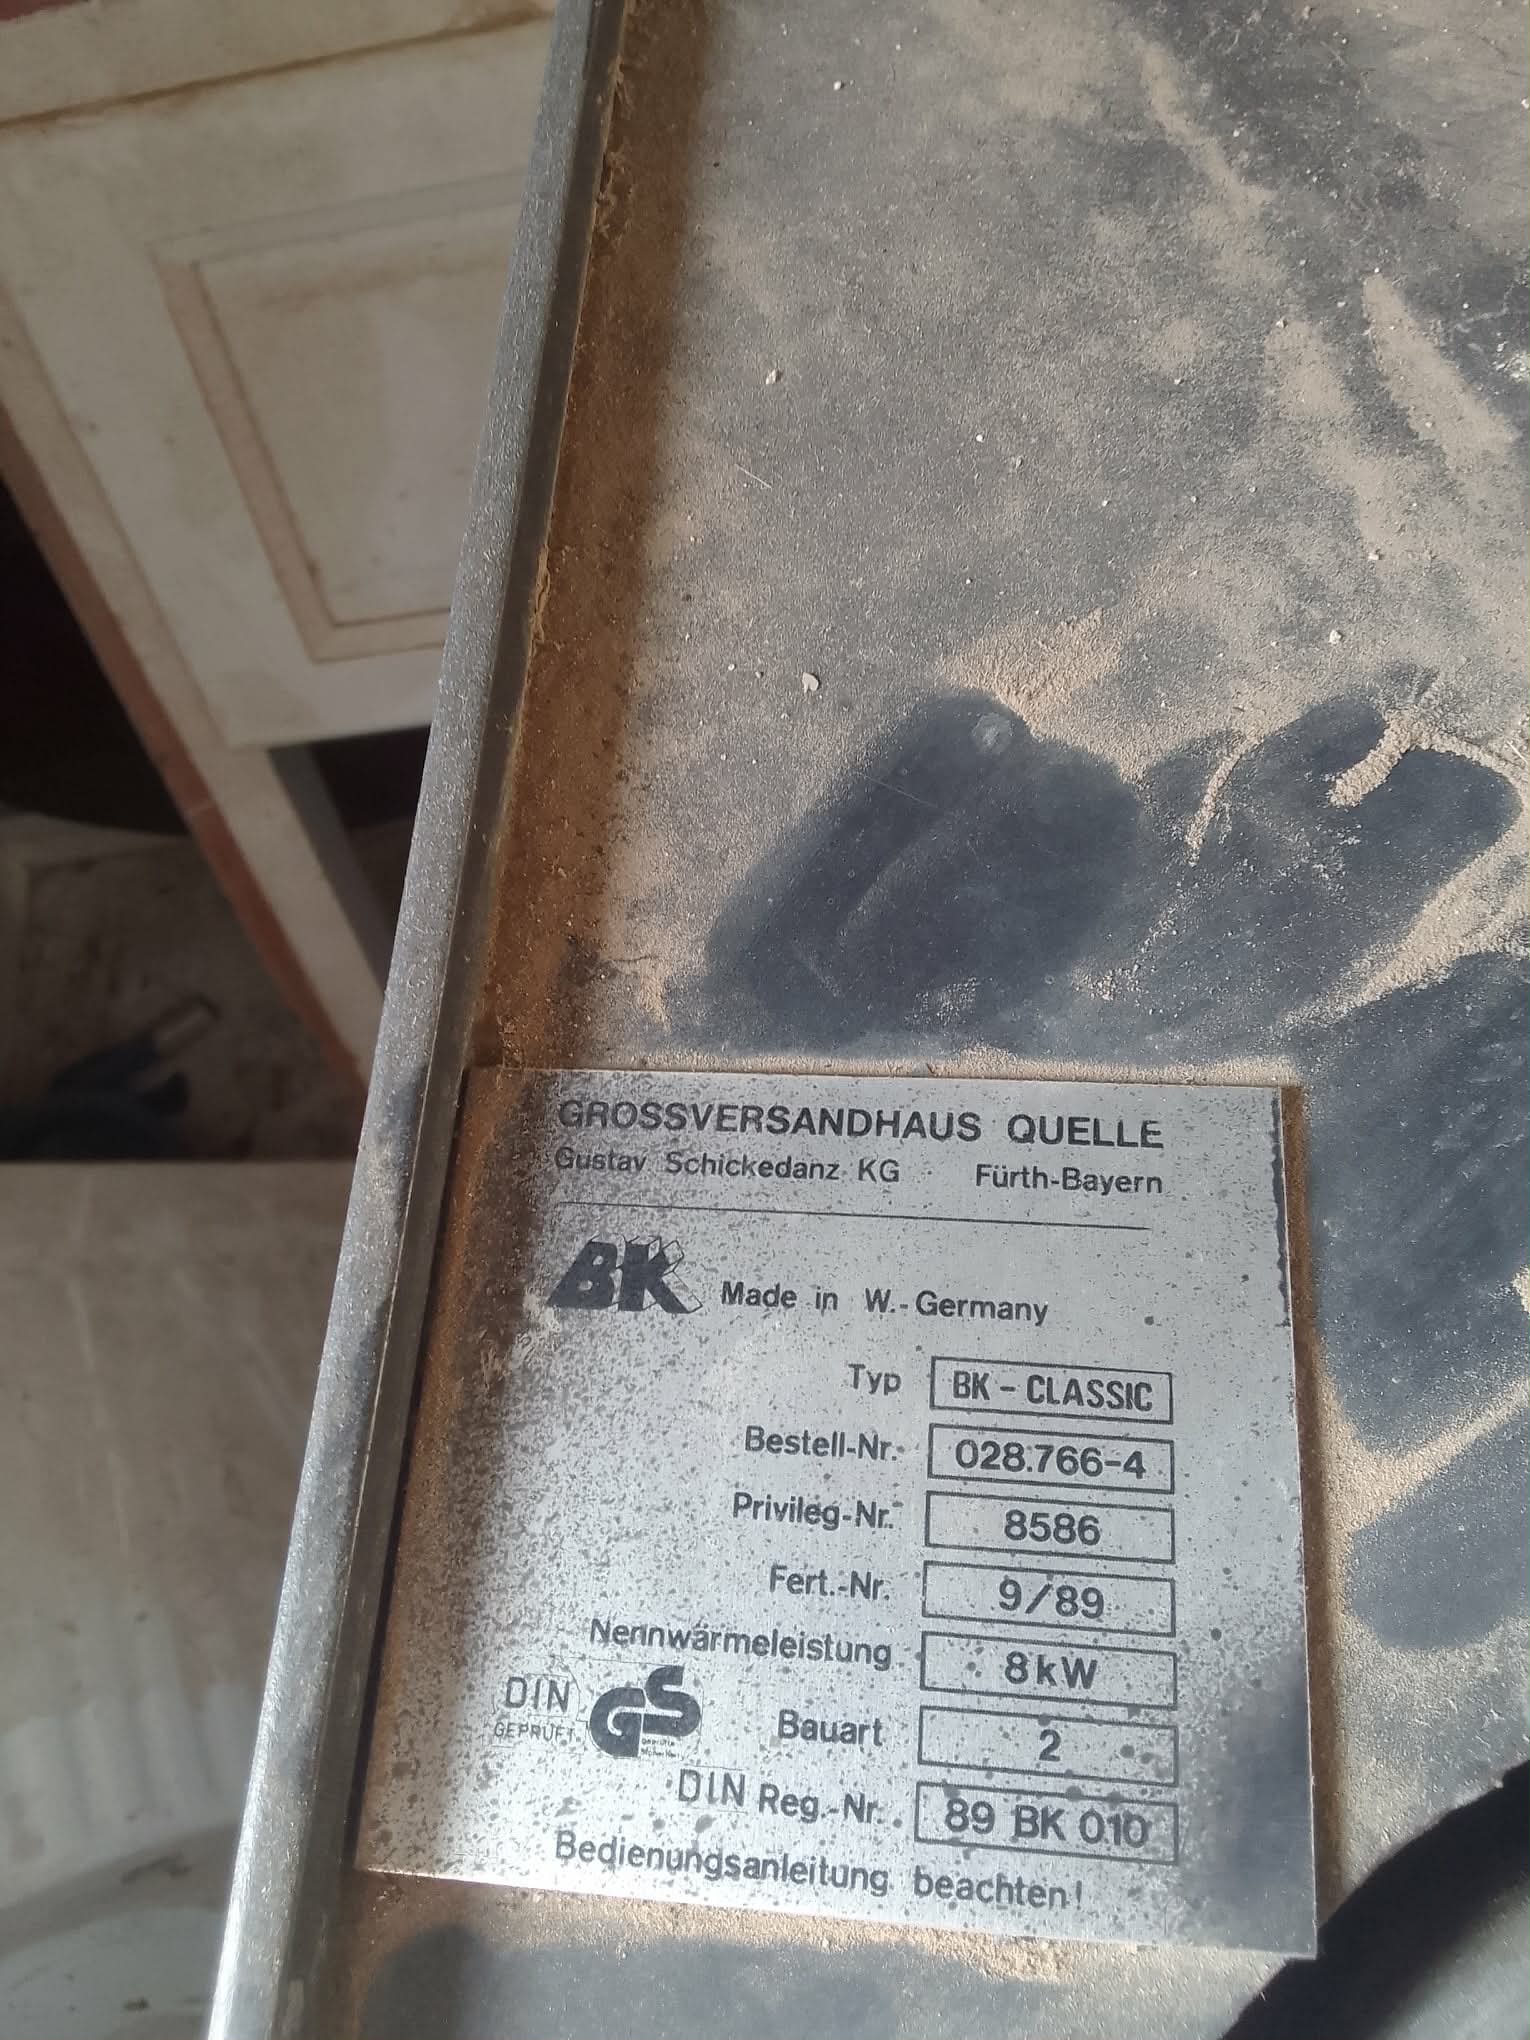 GROSSVERSANDHAUS QUELLE
Gustav Schickedanz KG Fürth-Bayern
BK Made in W.-Germany
Typ BK - CLASSIC
Bestell-Nr. 028.766-4
Privileg-Nr. 8586
Fert.-Nr. 9/89
Nennwärmeleistung 8kW
DIN GEPRÜFT GS Bauart 2
DIN Reg.-Nr. 89 BK 010
Bedienungsanleitung beachten!